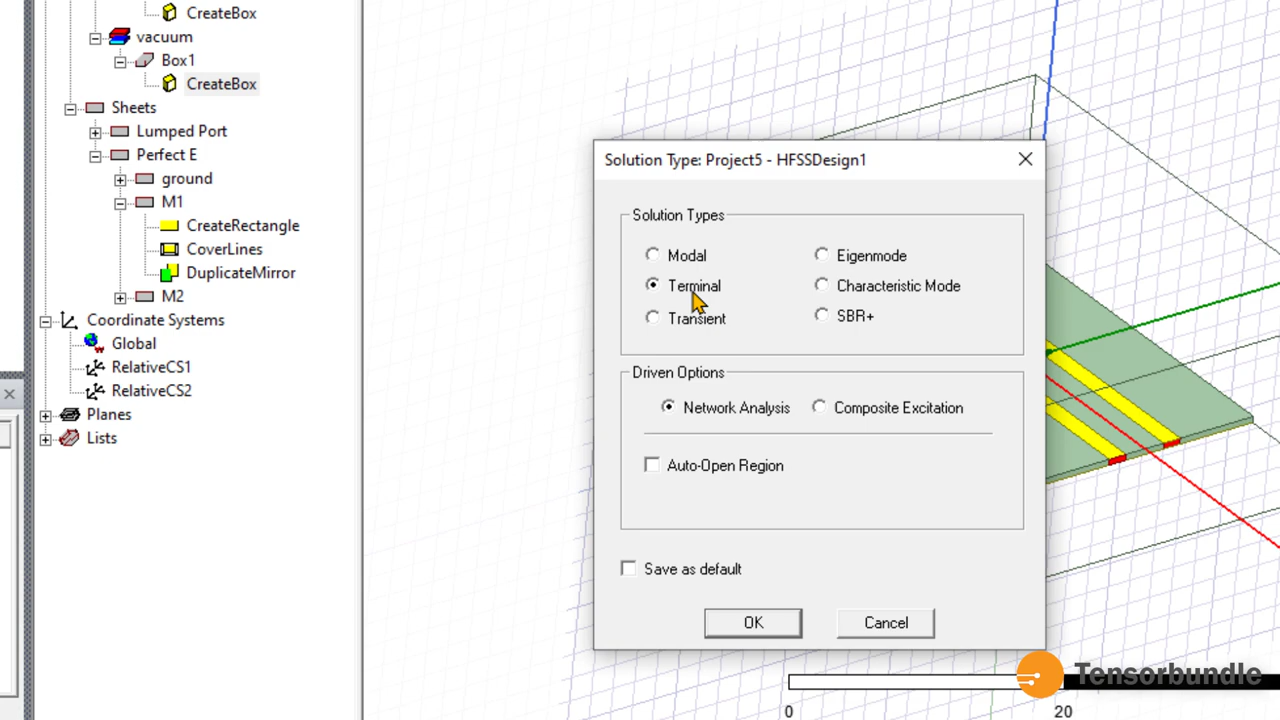 CreateBox
vacuum
Box1
CreateBox
Sheets
Lumped Port
Perfect E
ground
M1
CreateRectangle
CoverLines
DuplicateMirror
M2
Coordinate Systems
Global
RelativeCS1
RelativeCS2
Planes
Lists
Solution Type: Project5 - HFSSDesign1
Solution Types
Modal
Eigenmode
Terminal
Characteristic Mode
Transient
SBR+
Driven Options
Network Analysis
Composite Excitation
Auto-Open Region
Save as default
OK
Cancel
Tensorbundle
0
20